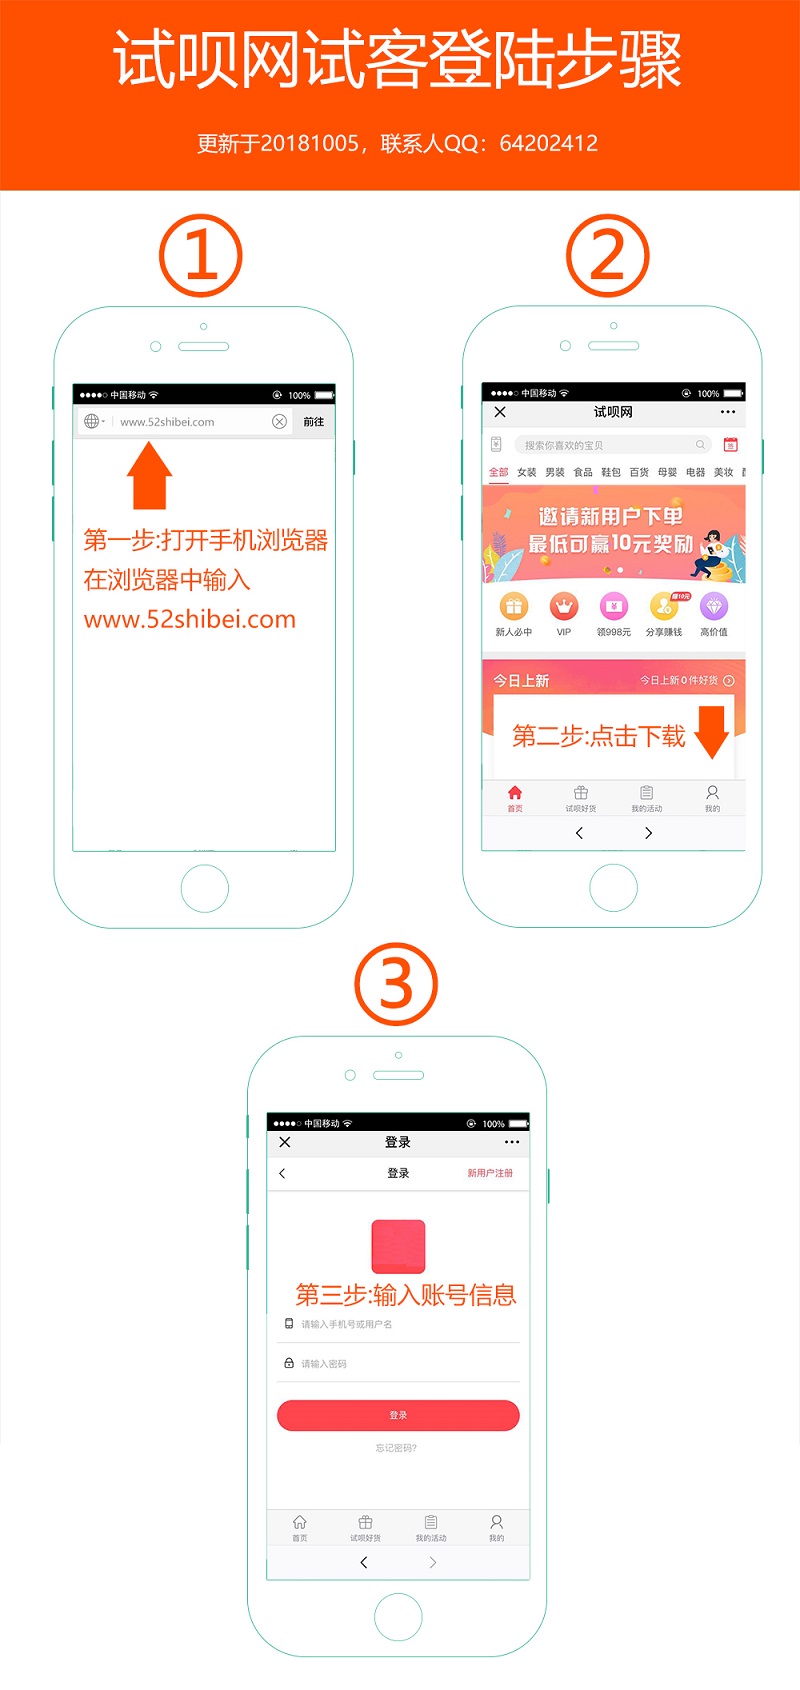 试呗网试客登陆步骤
更新于20181005，联系人QQ：64202412
1
中国移动 100%
www.52shibei.com 前往
第一步:打开手机浏览器
在浏览器中输入
www.52shibei.com
2
中国移动 100%
试呗网
搜索你喜欢的宝贝
全部 女装 男装 食品 鞋包 百货 母婴 电器 美妆
邀请新用户下单
最低可赢10元奖励
新人必中 VIP 领998元 分享赚钱 高价值
今日上新 今日上新0件好货
第二步:点击下载
首页 试呗好货 我的活动 我的
3
中国移动 100%
登录
登录 新用户注册
第三步:输入账号信息
请输入手机号或用户名
请输入密码
登录
忘记密码?
首页 试呗好货 我的活动 我的